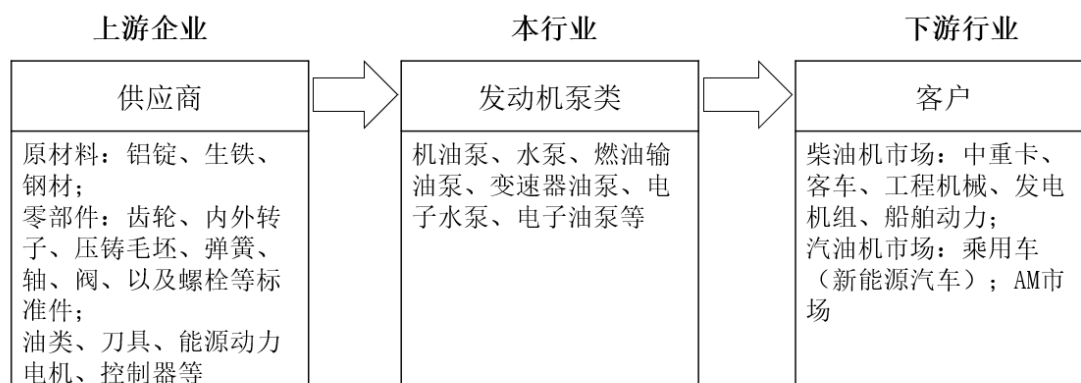 上游企业
本行业
下游行业
供应商
发动机泵类
客户
原材料：铝锭、生铁、
钢材；
零部件：齿轮、内外转
子、压铸毛坯、弹簧、
轴、阀、以及螺栓等标
准件；
油类、刀具、能源动力
电机、控制器等
机油泵、水泵、燃油输
油泵、变速器油泵、电
子水泵、电子油泵等
柴油机市场：中重卡、
客车、工程机械、发电
机组、船舶动力；
汽油机市场：乘用车
（新能源汽车）；AM市
场